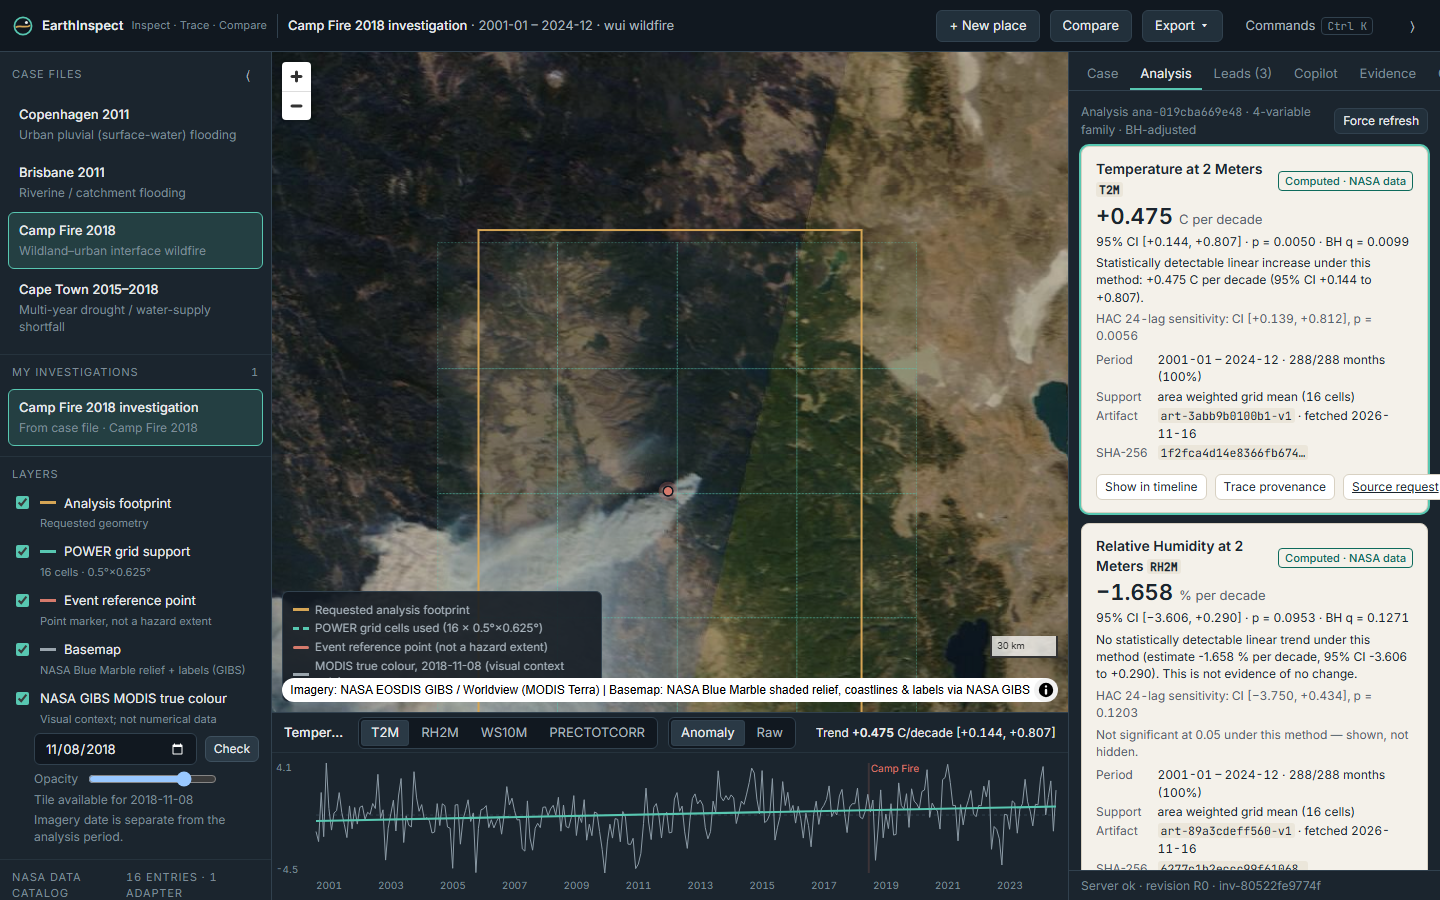 EarthInspect Inspect · Trace · Compare Camp Fire 2018 investigation · 2001-01 – 2024-12 · wui wildfire + New place Compare Export Commands Ctrl K
CASE FILES
Copenhagen 2011
Urban pluvial (surface-water) flooding
Brisbane 2011
Riverine / catchment flooding
Camp Fire 2018
Wildland–urban interface wildfire
Cape Town 2015–2018
Multi-year drought / water-supply
shortfall
MY INVESTIGATIONS 1
Camp Fire 2018 investigation
From case file · Camp Fire 2018
LAYERS
Analysis footprint
Requested geometry
POWER grid support
16 cells · 0.5°×0.625°
Event reference point
Point marker, not a hazard extent
Basemap
NASA Blue Marble relief + labels (GIBS)
NASA GIBS MODIS true colour
Visual context; not numerical data
11/08/2018 Check
Opacity
Tile available for 2018-11-08
Imagery date is separate from the
analysis period.
NASA DATA CATALOG
16 ENTRIES · 1 ADAPTER
+
−
Requested analysis footprint
POWER grid cells used (16 × 0.5°×0.625°)
Event reference point (not a hazard extent)
MODIS true colour, 2018-11-08 (visual context
30 km
Imagery: NASA EOSDIS GIBS / Worldview (MODIS Terra) | Basemap: NASA Blue Marble shaded relief, coastlines & labels via NASA GIBS
Temper... T2M RH2M WS10M PRECTOTCORR Anomaly Raw Trend +0.475 C/decade [+0.144, +0.807]
4.1
Camp Fire
-4.5
2001 2003 2005 2007 2009 2011 2013 2015 2017 2019 2021 2023
Case Analysis Leads (3) Copilot Evidence
Analysis ana-019cba669e48 · 4-variable
family · BH-adjusted
Force refresh
Temperature at 2 Meters
T2M
Computed · NASA data
+0.475 C per decade
95% CI [+0.144, +0.807] · p = 0.0050 · BH q = 0.0099
Statistically detectable linear increase under this
method: +0.475 C per decade (95% CI +0.144 to
+0.807).
HAC 24-lag sensitivity: CI [+0.139, +0.812], p =
0.0056
Period 2001-01 – 2024-12 · 288/288 months
(100%)
Support area weighted grid mean (16 cells)
Artifact art-3abb9b0100b1-v1 · fetched 2026-
11-16
SHA-256 1f2fca4d14e8366fb674…
Show in timeline Trace provenance Source request
Relative Humidity at 2
Meters RH2M
Computed · NASA data
−1.658 % per decade
95% CI [−3.606, +0.290] · p = 0.0953 · BH q = 0.1271
No statistically detectable linear trend under this
method (estimate -1.658 % per decade, 95% CI -3.606
to +0.290). This is not evidence of no change.
HAC 24-lag sensitivity: CI [−3.750, +0.434], p =
0.1203
Not significant at 0.05 under this method — shown, not
hidden.
Period 2001-01 – 2024-12 · 288/288 months
(100%)
Support area weighted grid mean (16 cells)
Artifact art-89a3cdeff560-v1 · fetched 2026-
11-16
SHA-256
Server ok · revision R0 · inv-80522fe9774f